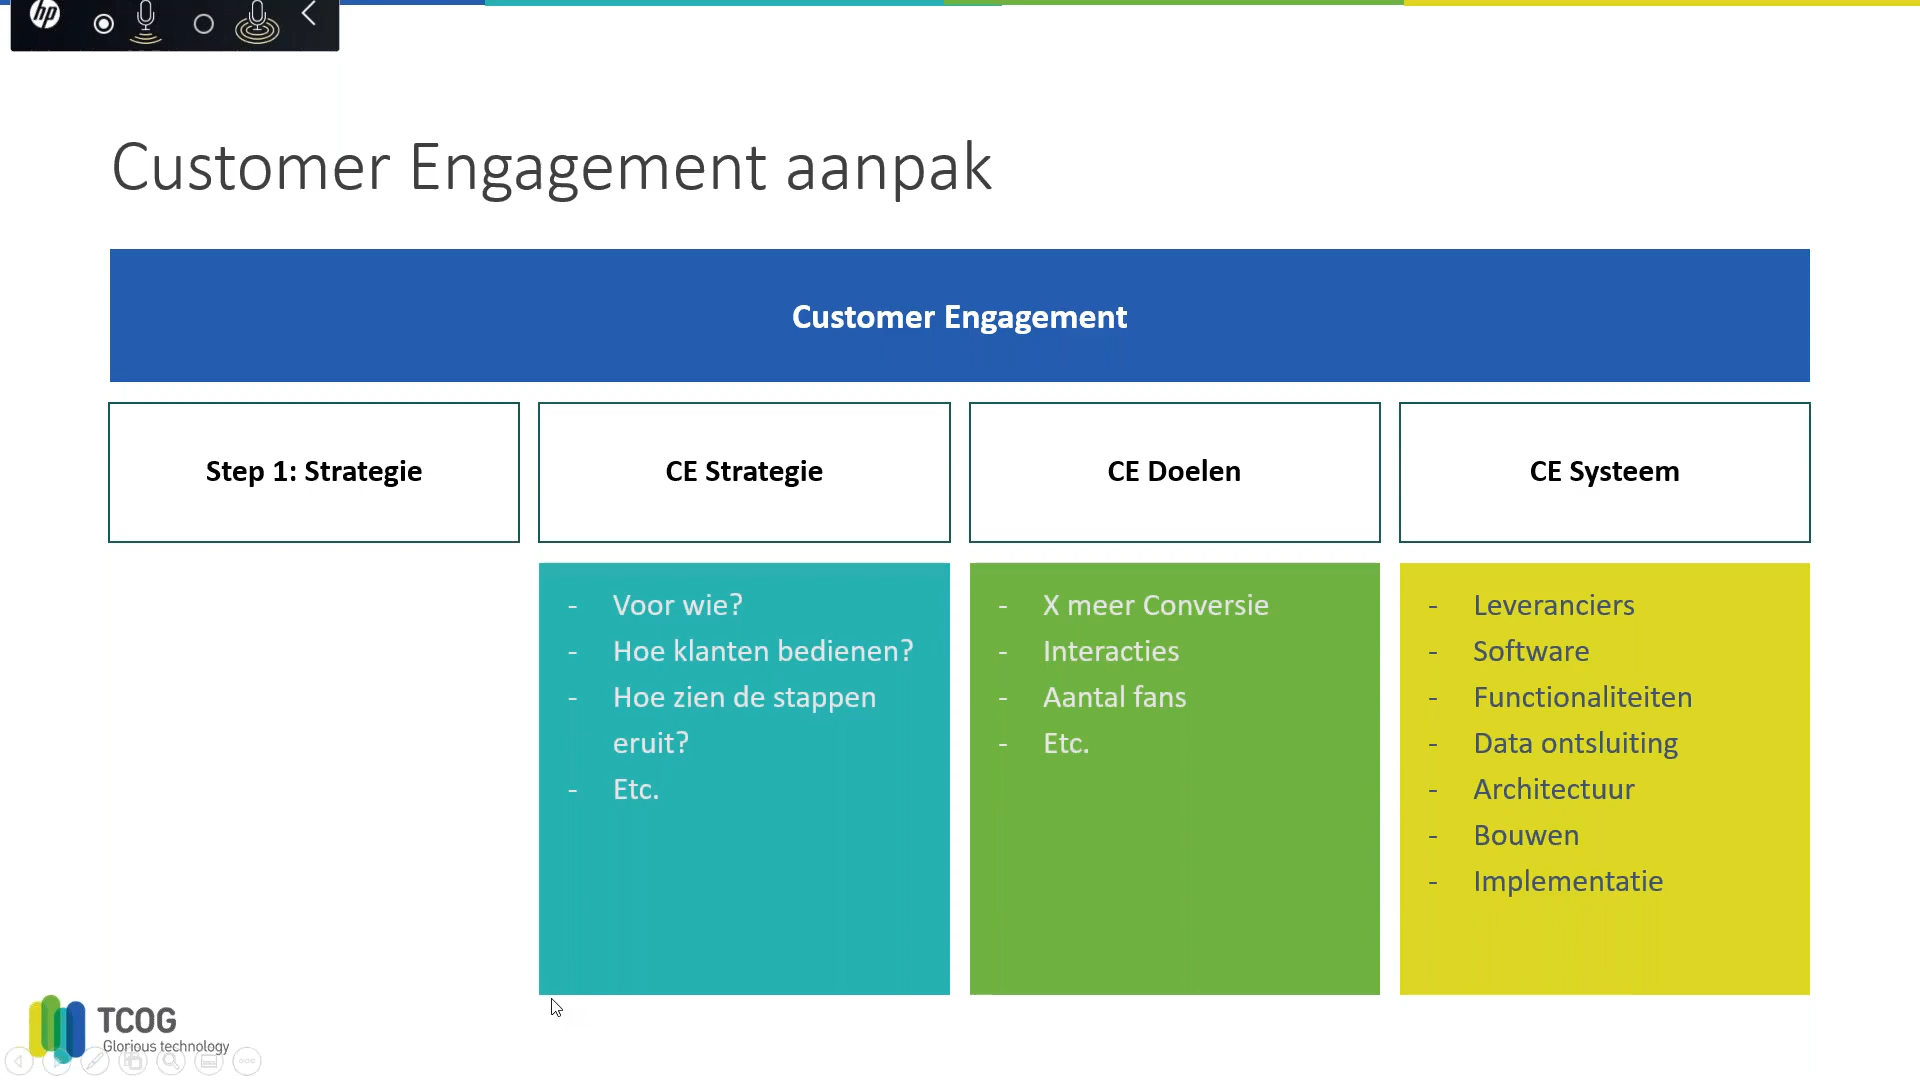 hp
Customer Engagement aanpak
Customer Engagement
Step 1: Strategie
CE Strategie
CE Doelen
CE Systeem
- Voor wie?
- Hoe klanten bedienen?
- Hoe zien de stappen
eruit?
- Etc.
- X meer Conversie
- Interacties
- Aantal fans
- Etc.
- Leveranciers
- Software
- Functionaliteiten
- Data ontsluiting
- Architectuur
- Bouwen
- Implementatie
TCOG
Glorious technology